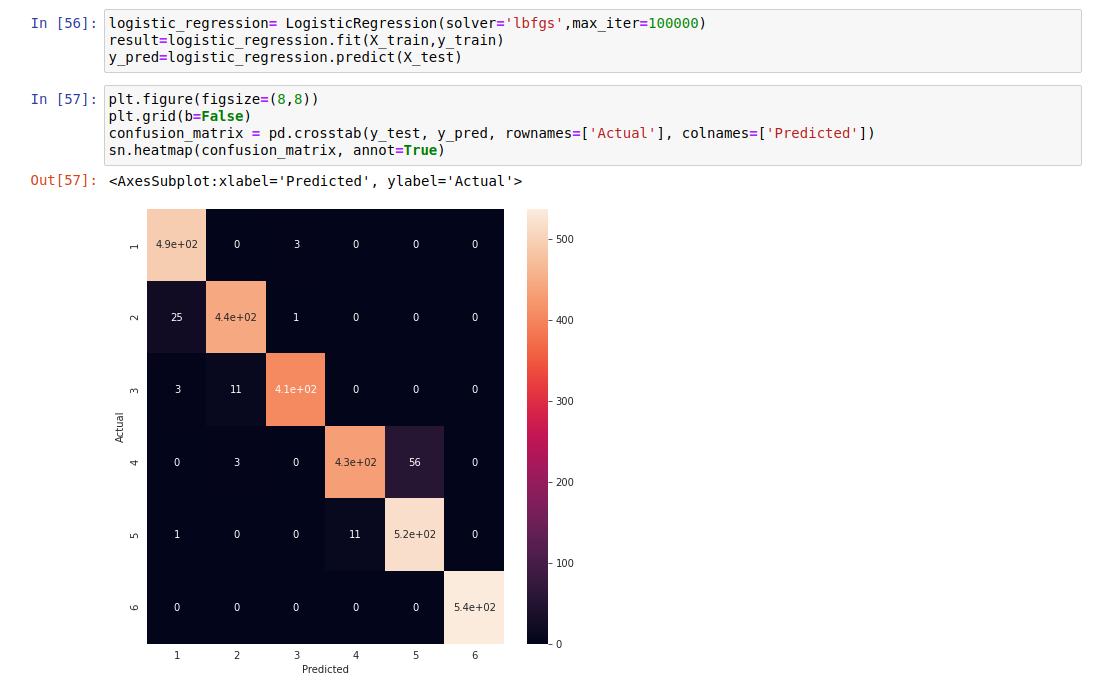 In [56]: logistic_regression= LogisticRegression(solver='lbfgs',max_iter=100000)
result=logistic_regression.fit(X_train,y_train)
y_pred=logistic_regression.predict(X_test)
In [57]: plt.figure(figsize=(8,8))
plt.grid(b=False)
confusion_matrix = pd.crosstab(y_test, y_pred, rownames=['Actual'], colnames=['Predicted'])
sn.heatmap(confusion_matrix, annot=True)
Out[57]: <AxesSubplot:xlabel='Predicted', ylabel='Actual'>
1 4.9e+02 0 3 0 0 0
2 25 4.4e+02 1 0 0 0
3 3 11 4.1e+02 0 0 0
4 0 3 0 4.3e+02 56 0
5 1 0 0 11 5.2e+02 0
6 0 0 0 0 0 5.4e+02
1 2 3 4 5 6
Predicted
Actual
500
400
300
200
100
0